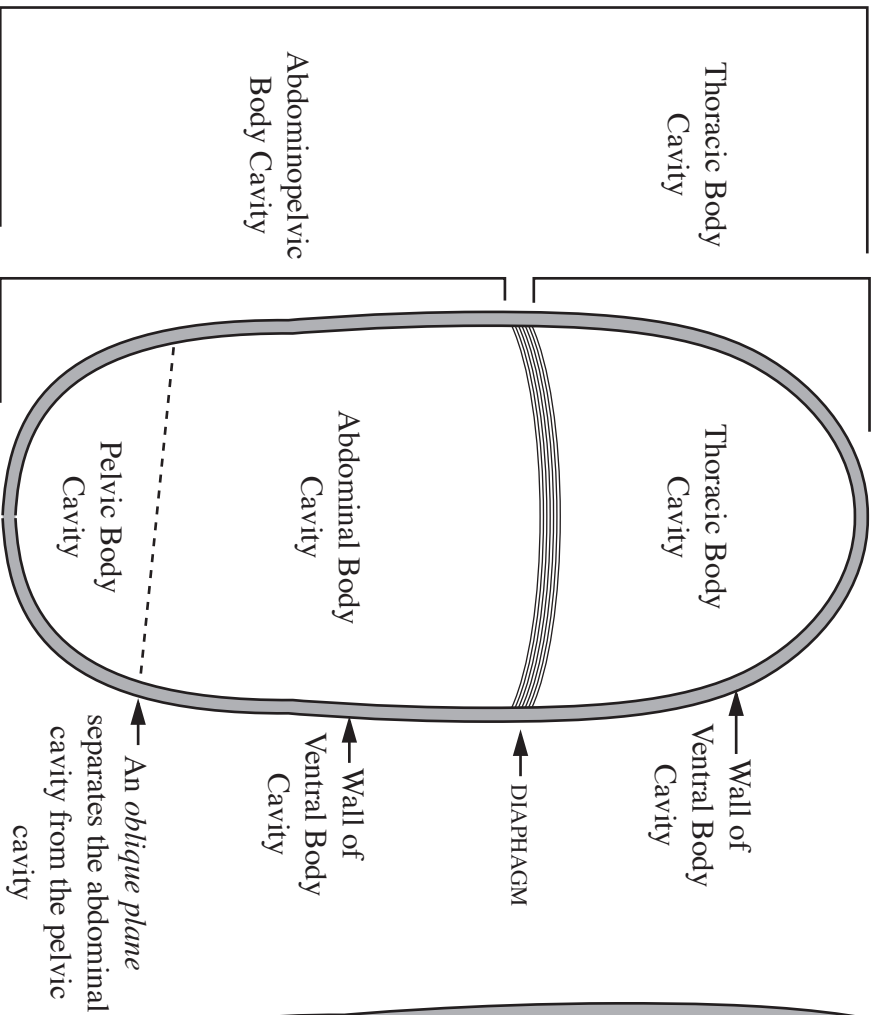 Thoracic Body
Cavity
Abdominopelvic
Body Cavity
Thoracic Body
Cavity
Abdominal Body
Cavity
Pelvic Body
Cavity
Wall of
Ventral Body
Cavity
DIAPHAGM
Wall of
Ventral Body
Cavity
An oblique plane
separates the abdominal
cavity from the pelvic
cavity